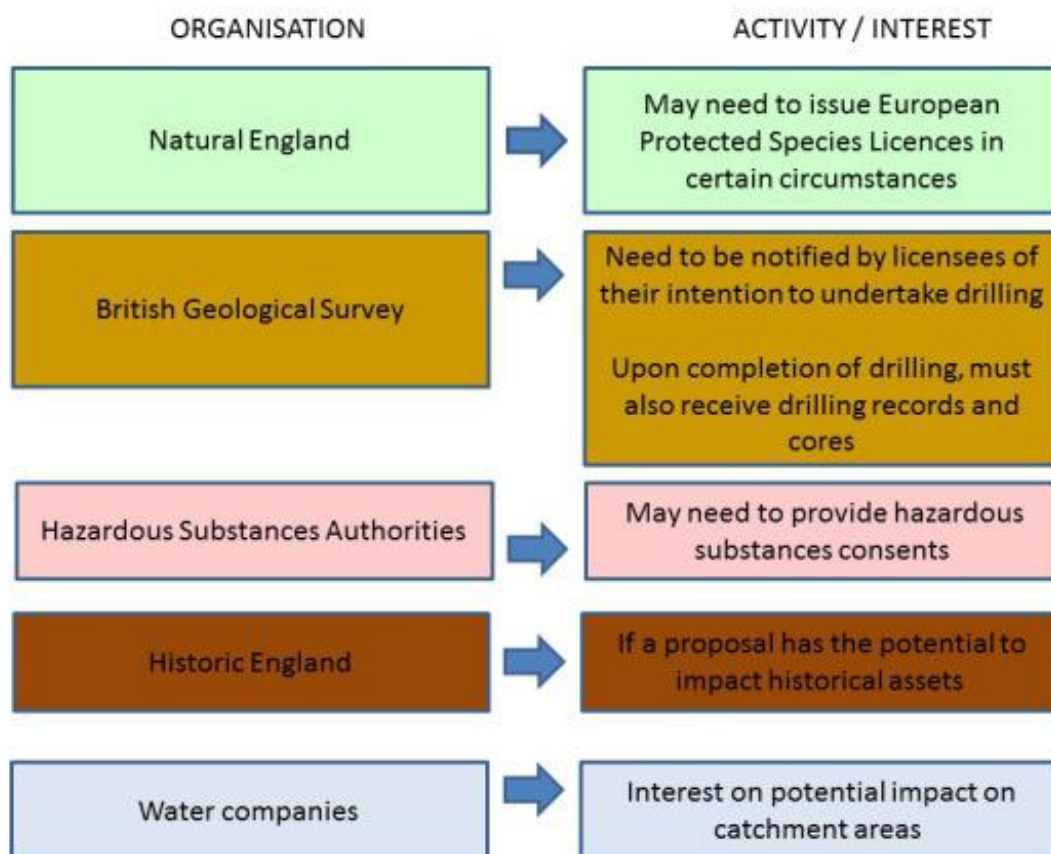 ORGANISATION
ACTIVITY / INTEREST
Natural England
May need to issue European
Protected Species Licences in
certain circumstances
British Geological Survey
Need to be notified by licensees of
their intention to undertake drilling
Upon completion of drilling, must
also receive drilling records and
cores
Hazardous Substances Authorities
May need to provide hazardous
substances consents
Historic England
If a proposal has the potential to
impact historical assets
Water companies
Interest on potential impact on
catchment areas